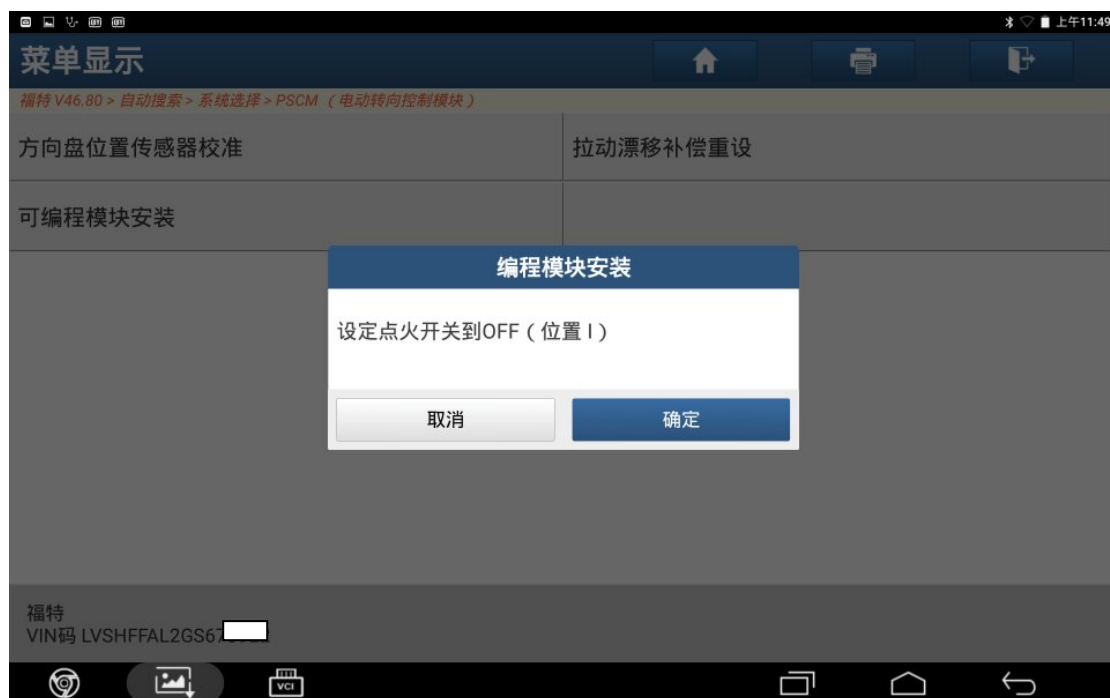 上午11:49
菜单显示
福特 V46.80 > 自动搜索 > 系统选择 > PSCM （电动转向控制模块）
方向盘位置传感器校准
拉动漂移补偿重设
可编程模块安装
编程模块安装
设定点火开关到OFF（位置 I）
取消
确定
福特
VIN码 LVSHFFAL2GS67
VCI